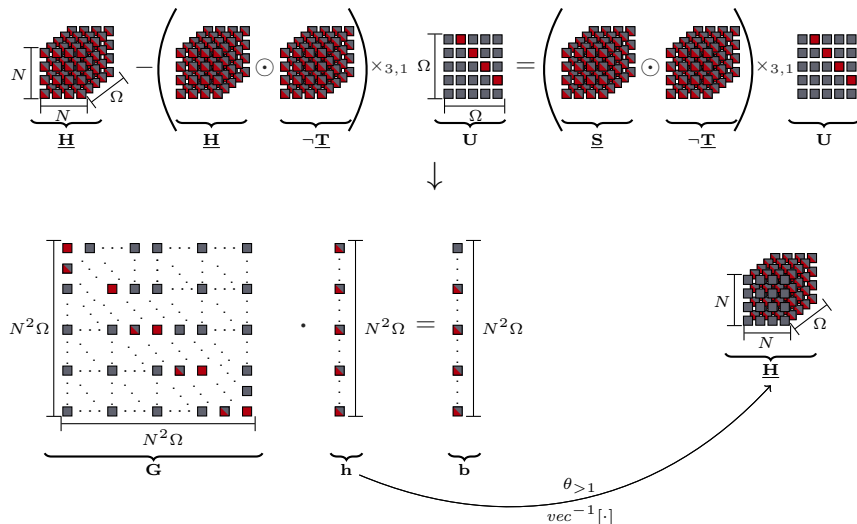 N − ( ⊙ ) ×₃,₁ Ω = ( ⊙ ) ×₃,₁
N Ω Ω
H H ¬T U S ¬T U
↓
N²Ω · N²Ω = N²Ω
N²Ω
G h b
N
N Ω
H
θ>1
vec⁻¹[·]